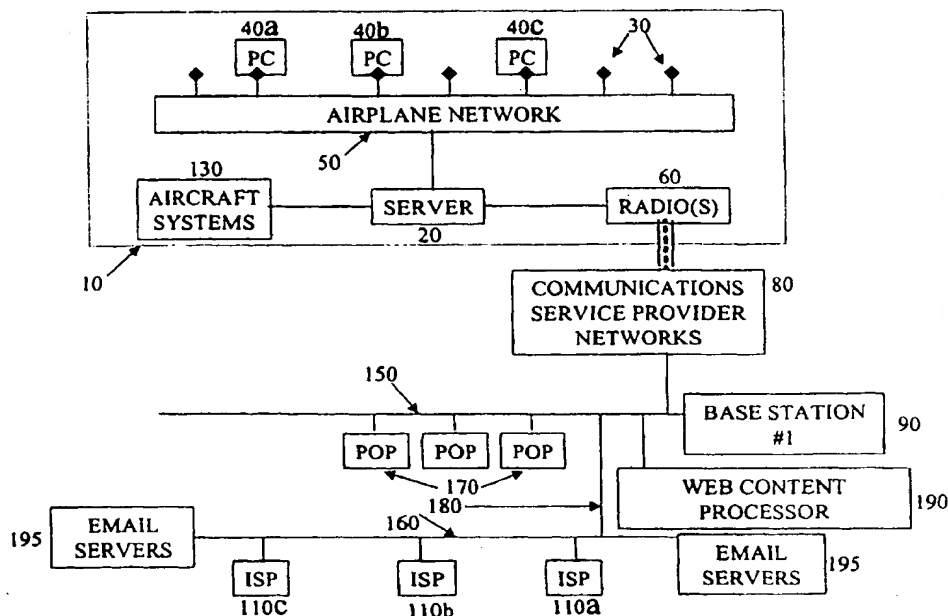 40a 40b 40c 30
PC PC PC
AIRPLANE NETWORK
50
130 60
AIRCRAFT
SYSTEMS
SERVER
RADIO(S)
20
10
COMMUNICATIONS
SERVICE PROVIDER
NETWORKS
80
150
BASE STATION
#1
90
POP POP POP
170
180
WEB CONTENT
PROCESSOR
190
160
195
EMAIL
SERVERS
EMAIL
SERVERS
195
ISP ISP ISP
110c 110b 110a